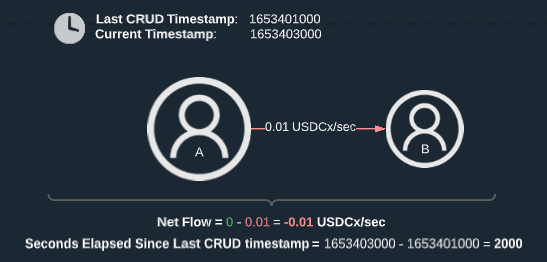 Last CRUD Timestamp: 1653401000
Current Timestamp: 1653403000
0.01 USDCx/sec
A
B
Net Flow = 0 - 0.01 = -0.01 USDCx/sec
Seconds Elapsed Since Last CRUD timestamp = 1653403000 - 1653401000 = 2000